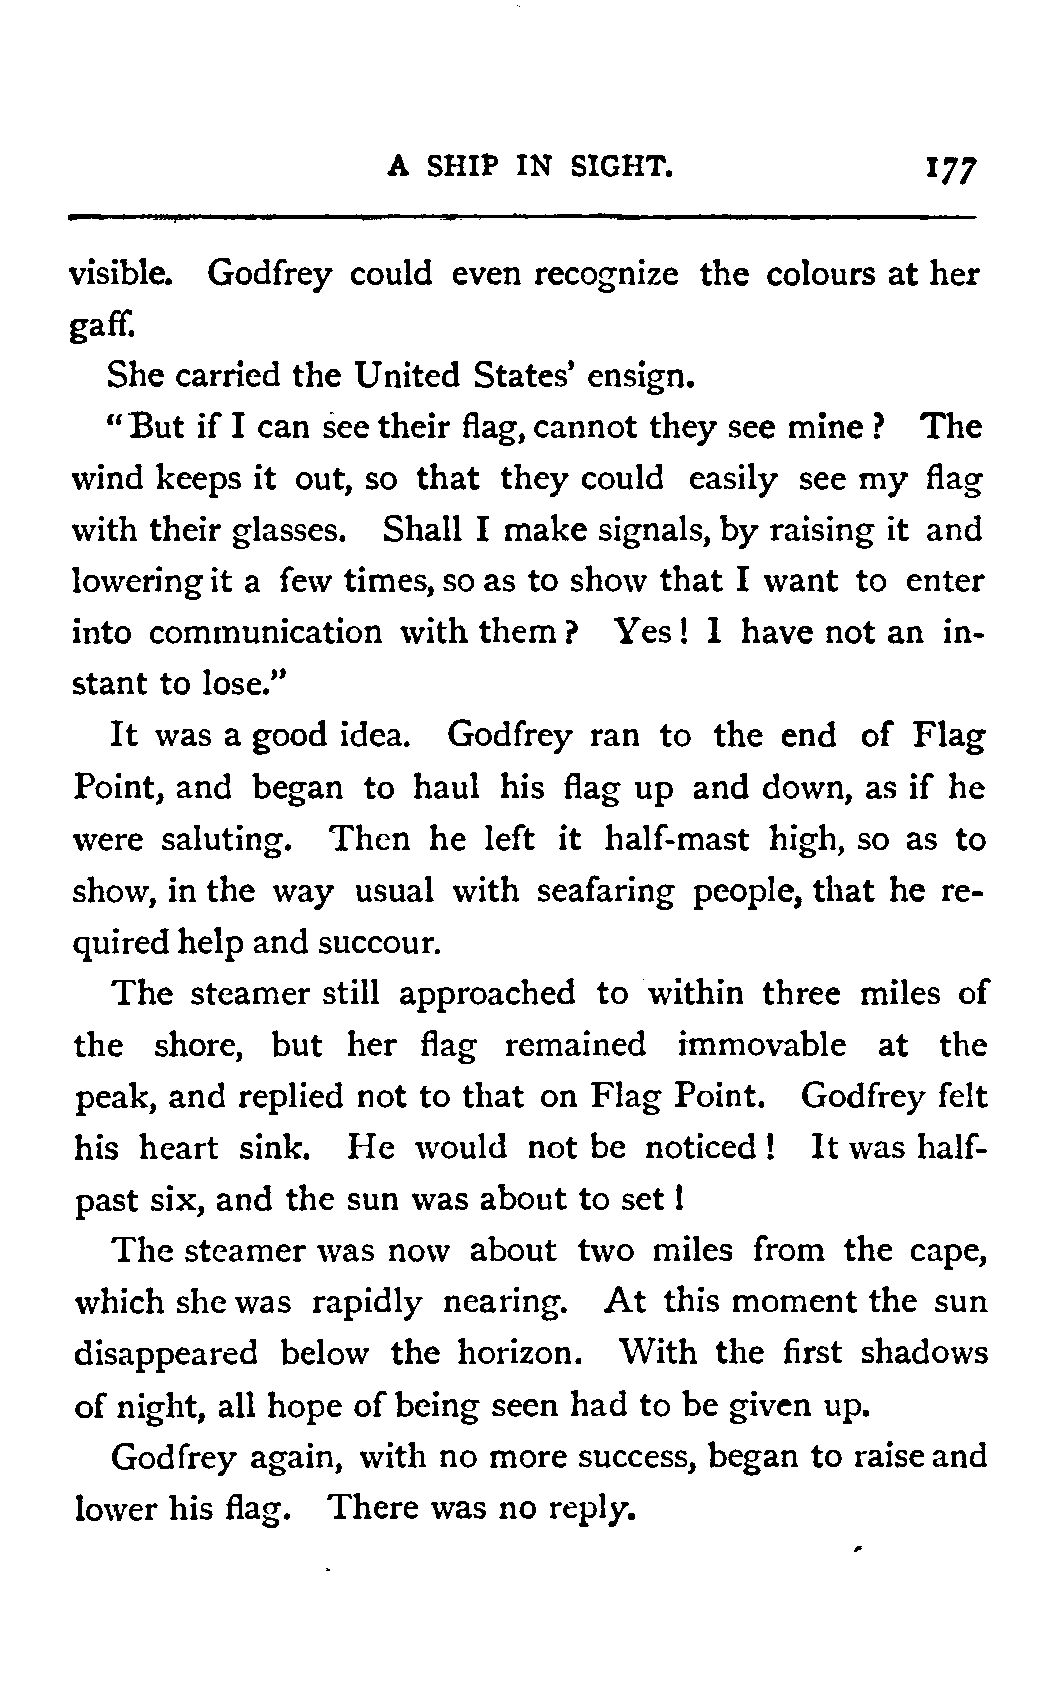 A SHIP IN SIGHT. 177
visible. Godfrey could even recognize the colours at her
gaff.
She carried the United States' ensign.
"But if I can see their flag, cannot they see mine? The
wind keeps it out, so that they could easily see my flag
with their glasses. Shall I make signals, by raising it and
lowering it a few times, so as to show that I want to enter
into communication with them? Yes! I have not an in-
stant to lose."
It was a good idea. Godfrey ran to the end of Flag
Point, and began to haul his flag up and down, as if he
were saluting. Then he left it half-mast high, so as to
show, in the way usual with seafaring people, that he re-
quired help and succour.
The steamer still approached to within three miles of
the shore, but her flag remained immovable at the
peak, and replied not to that on Flag Point. Godfrey felt
his heart sink. He would not be noticed! It was half-
past six, and the sun was about to set!
The steamer was now about two miles from the cape,
which she was rapidly nearing. At this moment the sun
disappeared below the horizon. With the first shadows
of night, all hope of being seen had to be given up.
Godfrey again, with no more success, began to raise and
lower his flag. There was no reply.